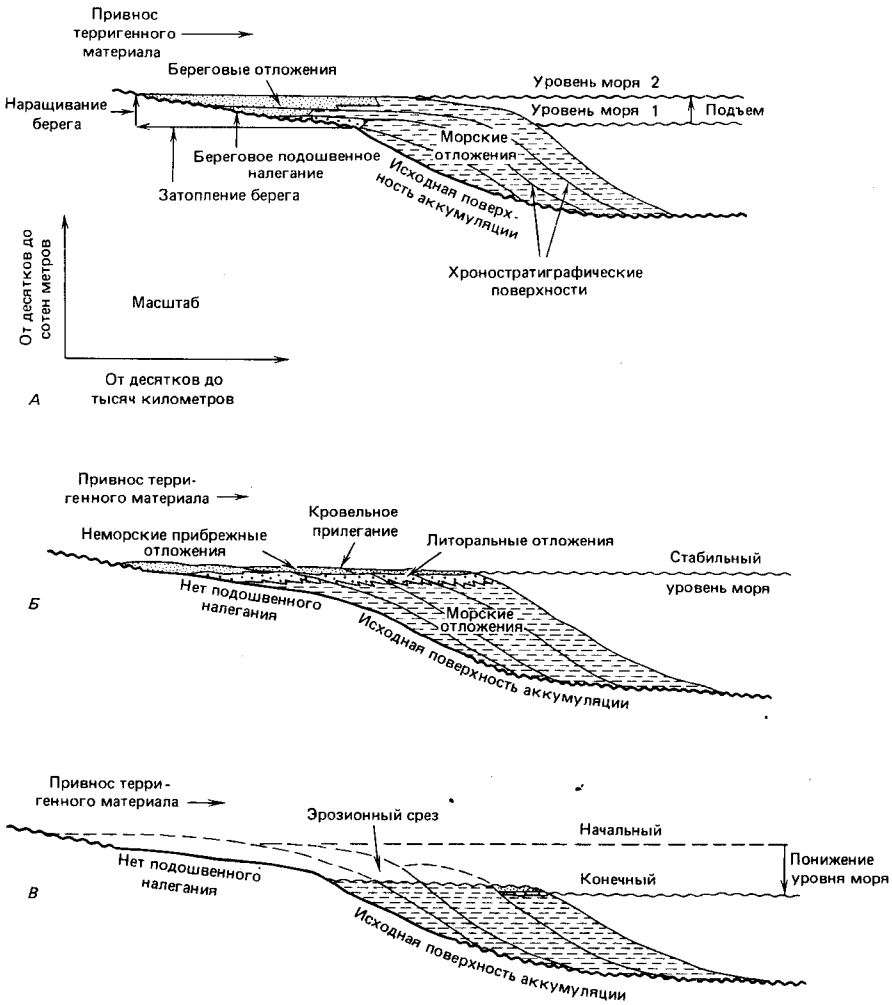 Привнос
терригенного
материала
Береговые отложения
Уровень моря 2
Наращивание
берега
Уровень моря 1
Подъем
Морские
отложения
Береговое подошвенное
налегание
Затопление берега
Исходная поверх-
ность аккумуляции
Хроностратиграфические
поверхности
От десятков до
сотен метров
Масштаб
От десятков до
тысяч километров
А
Привнос терри-
генного материала
Кровельное
прилегание
Неморские прибрежные
отложения
Литоральные отложения
Стабильный
уровень моря
Нет подошвенного
налегания
Морские
отложения
Исходная поверхность аккумуляции
Б
Привнос терри-
генного материала
Эрозионный срез
Начальный
Понижение
уровня моря
Конечный
Нет подошвенного
налегания
Исходная поверхность аккумуляции
В